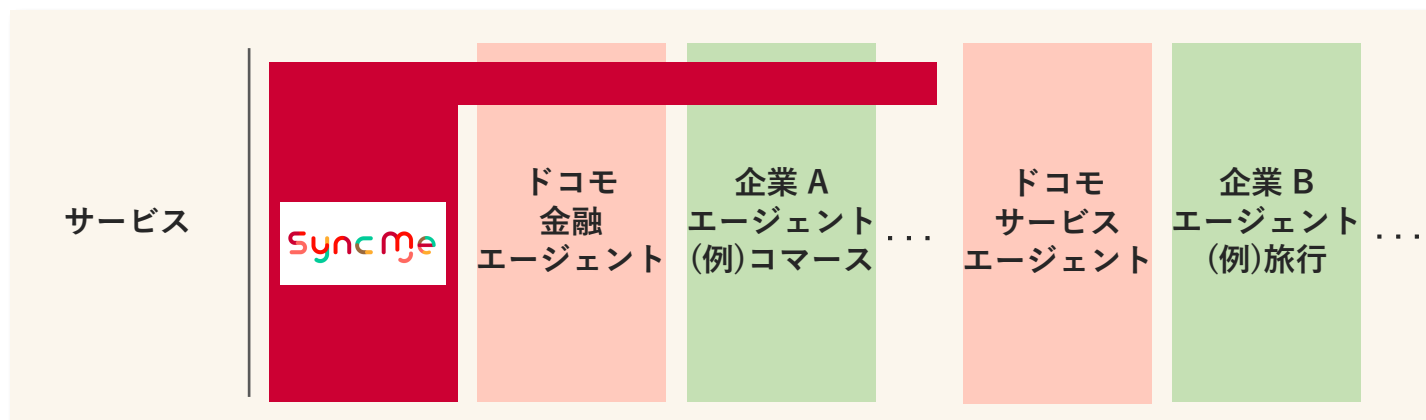 サービス
Sync Me
ドコモ
金融
エージェント
企業 A
エージェント
(例)コマース
...
ドコモ
サービス
エージェント
企業 B
エージェント
(例)旅行
...